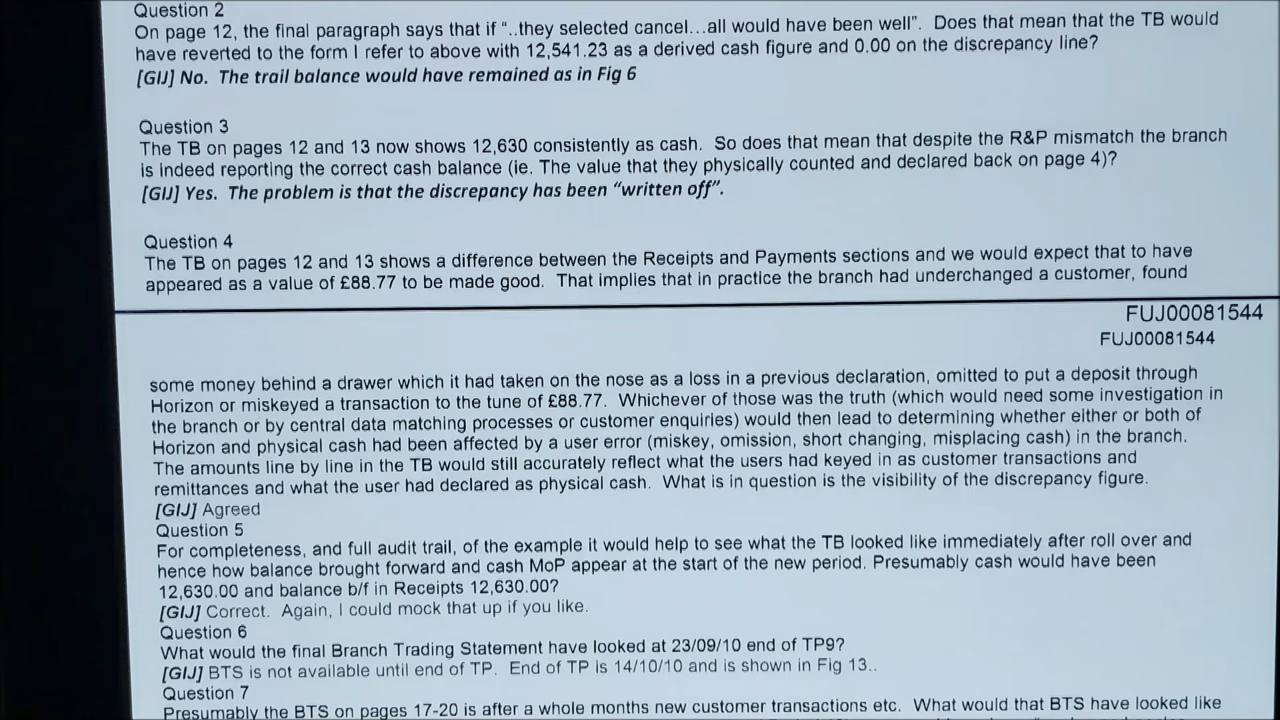 Question 2
On page 12, the final paragraph says that if "..they selected cancel...all would have been well". Does that mean that the TB would
have reverted to the form I refer to above with 12,541.23 as a derived cash figure and 0.00 on the discrepancy line?
[GIJ] No. The trail balance would have remained as in Fig 6
Question 3
The TB on pages 12 and 13 now shows 12,630 consistently as cash. So does that mean that despite the R&P mismatch the branch
is indeed reporting the correct cash balance (ie. The value that they physically counted and declared back on page 4)?
[GIJ] Yes. The problem is that the discrepancy has been "written off".
Question 4
The TB on pages 12 and 13 shows a difference between the Receipts and Payments sections and we would expect that to have
appeared as a value of £88.77 to be made good. That implies that in practice the branch had underchanged a customer, found
FUJ00081544
FUJ00081544
some money behind a drawer which it had taken on the nose as a loss in a previous declaration, omitted to put a deposit through
Horizon or miskeyed a transaction to the tune of £88.77. Whichever of those was the truth (which would need some investigation in
the branch or by central data matching processes or customer enquiries) would then lead to determining whether either or both of
Horizon and physical cash had been affected by a user error (miskey, omission, short changing, misplacing cash) in the branch.
The amounts line by line in the TB would still accurately reflect what the users had keyed in as customer transactions and
remittances and what the user had declared as physical cash. What is in question is the visibility of the discrepancy figure.
[GIJ] Agreed
Question 5
For completeness, and full audit trail, of the example it would help to see what the TB looked like immediately after roll over and
hence how balance brought forward and cash MoP appear at the start of the new period. Presumably cash would have been
12,630.00 and balance b/f in Receipts 12,630.00?
[GIJ] Correct. Again, I could mock that up if you like.
Question 6
What would the final Branch Trading Statement have looked at 23/09/10 end of TP9?
[GIJ] BTS is not available until end of TP. End of TP is 14/10/10 and is shown in Fig 13..
Question 7
Presumably the BTS on pages 17-20 is after a whole months new customer transactions etc. What would that BTS have looked like